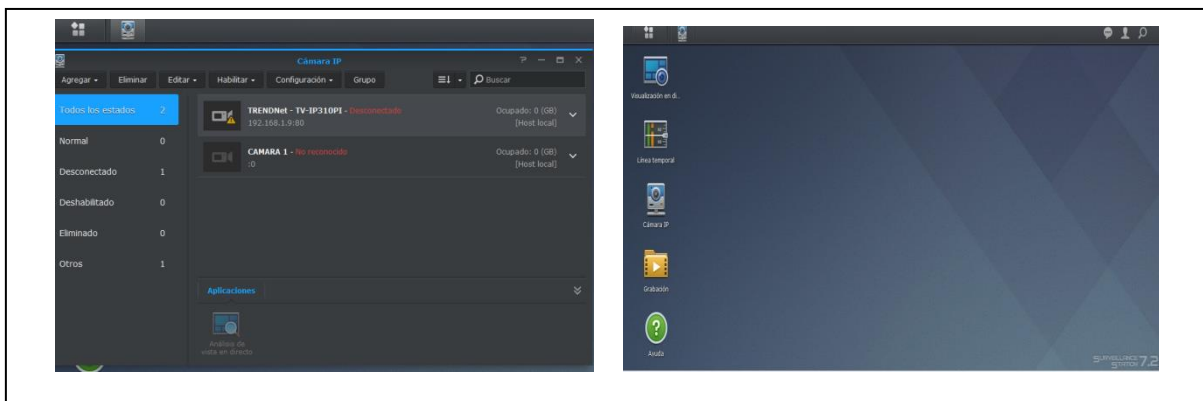 Cámara IP
Agregar
Eliminar
Editar
Habilitar
Configuración
Grupo
Buscar
Todos los estados 2
Normal 0
Desconectado 1
Deshabilitado 0
Eliminado 0
Otros 1
TRENDNet - TV-IP310PI - Desconectado
192.168.1.9:80
Ocupado: 0 (GB)
[Host local]
CAMARA 1 - No reconocido
:0
Ocupado: 0 (GB)
[Host local]
Aplicaciones
Análisis de
vista en directo
Visualización en di...
Línea temporal
Cámara IP
Grabación
Ayuda
SURVEILLANCE
STATION 7.2